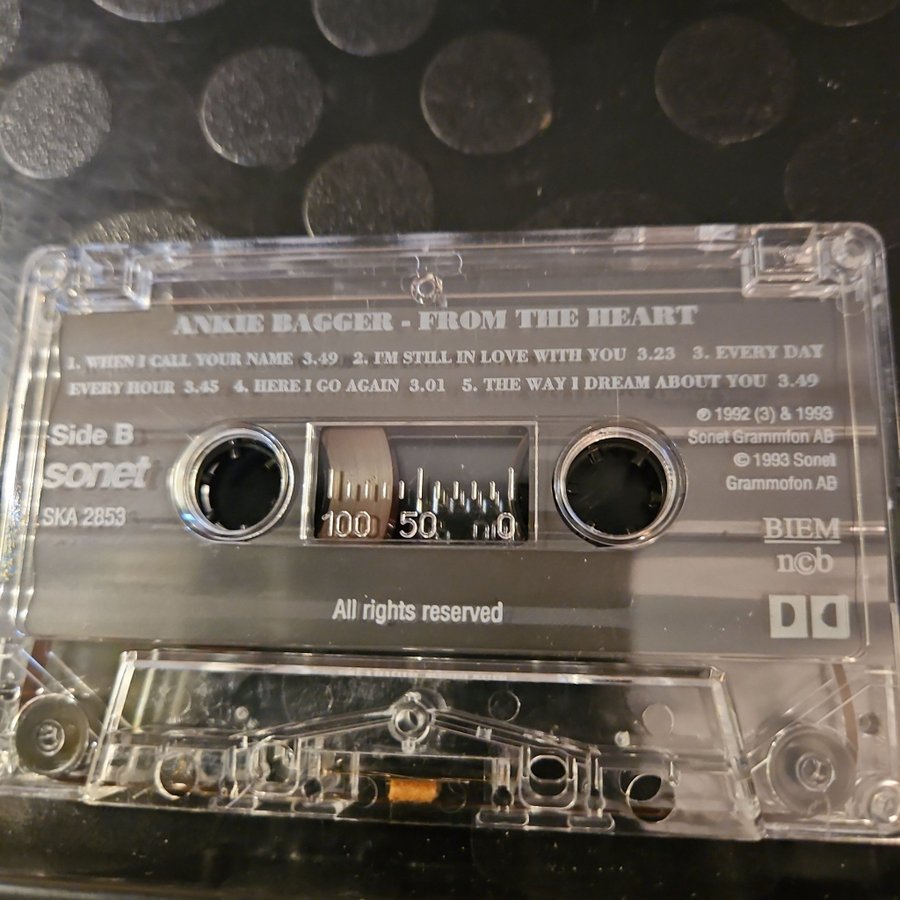 ANKIE BAGGER - FROM THE HEART
1. WHEN I CALL YOUR NAME 3.49 2. I'M STILL IN LOVE WITH YOU 3.23 3. EVERY DAY
EVERY HOUR 3.45 4. HERE I GO AGAIN 3.01 5. THE WAY I DREAM ABOUT YOU 3.49
Side B
sonet
SKA 2853
100 50 0
℗ 1992 (3) & 1993
Sonet Grammfon AB
© 1993 Sonet
Grammofon AB
BIEM
n©b
All rights reserved